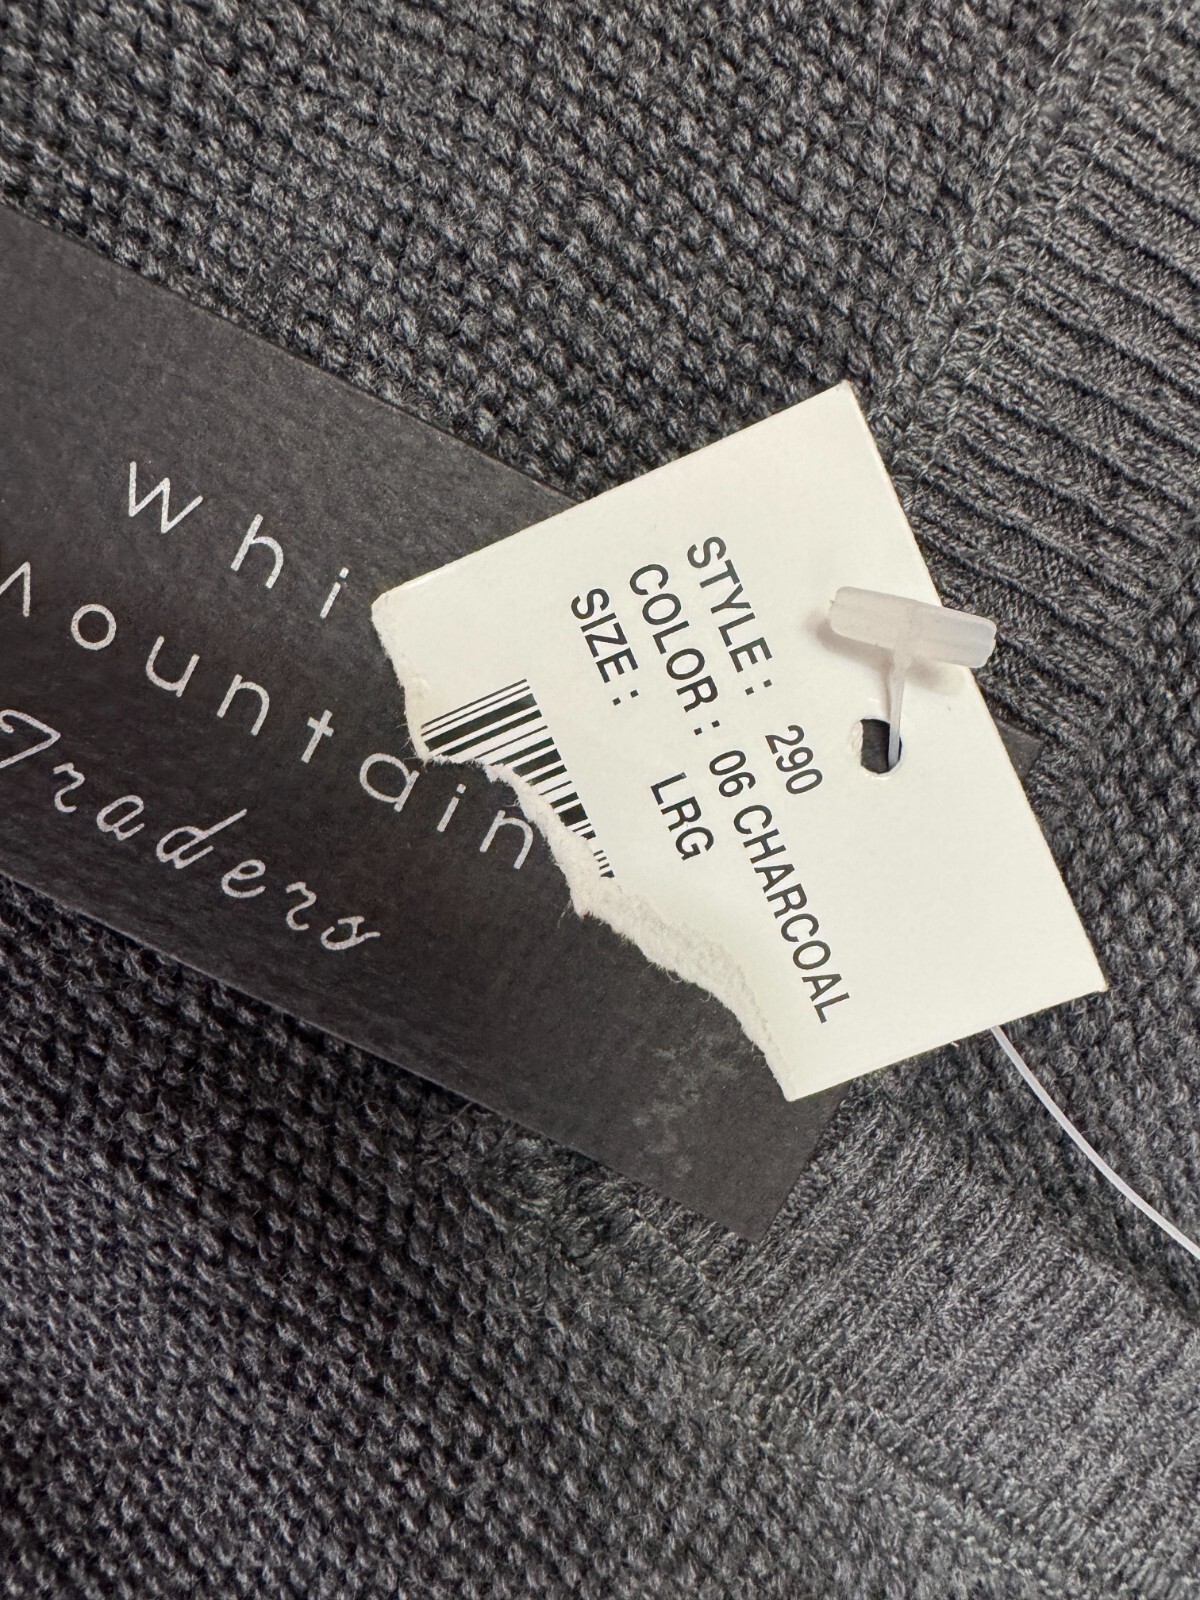 Whi
mountain
Traders
STYLE : 290
COLOR : 06 CHARCOAL
SIZE : LRG